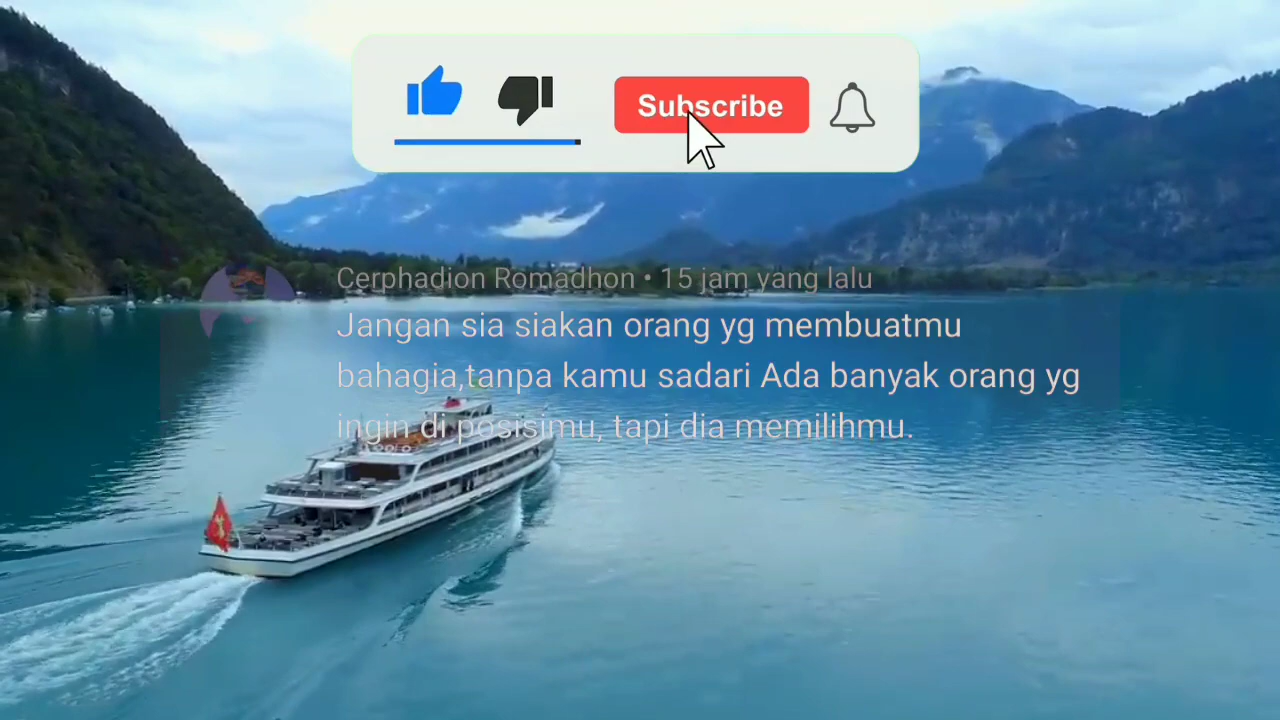 Subscribe
Cerphadion Romadhon • 15 jam yang lalu
Jangan sia siakan orang yg membuatmu
bahagia,tanpa kamu sadari Ada banyak orang yg
ingin di posisimu, tapi dia memilihmu.